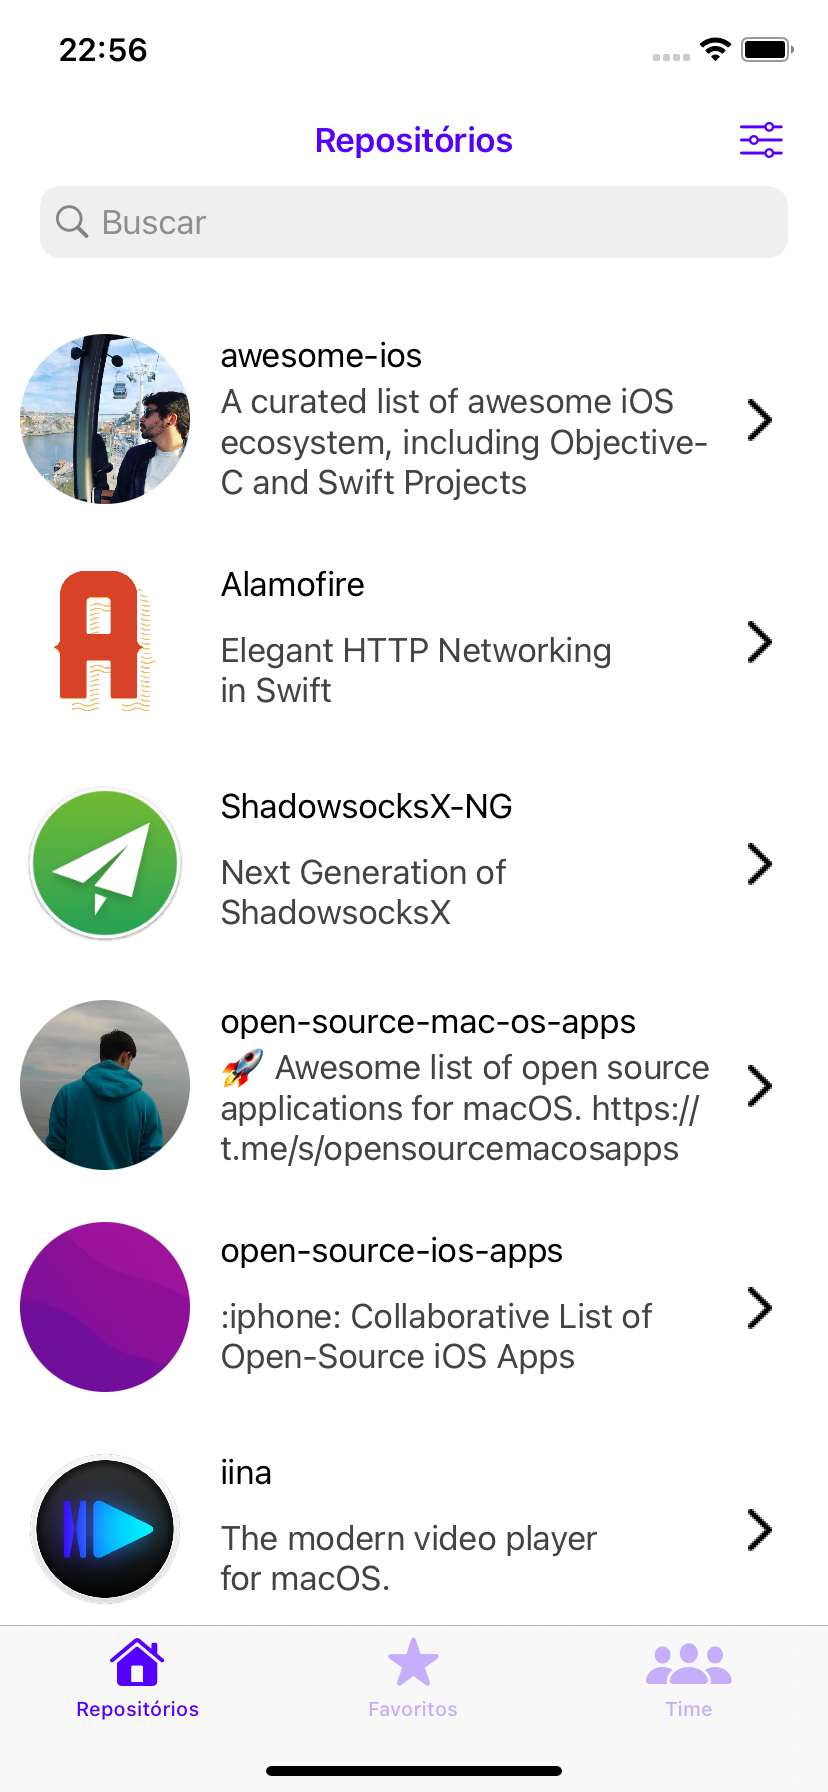 22:56
Repositórios
Buscar
awesome-ios
A curated list of awesome iOS
ecosystem, including Objective-
C and Swift Projects
Alamofire
Elegant HTTP Networking
in Swift
ShadowsocksX-NG
Next Generation of
ShadowsocksX
open-source-mac-os-apps
🚀 Awesome list of open source
applications for macOS. https://
t.me/s/opensourcemacosapps
open-source-ios-apps
:iphone: Collaborative List of
Open-Source iOS Apps
iina
The modern video player
for macOS.
Repositórios
Favoritos
Time